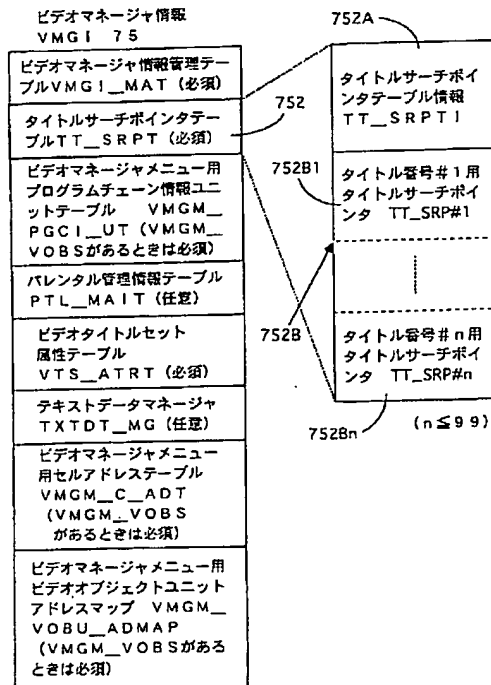 ビデオマネージャ情報
VMGI 75
ビデオマネージャ情報管理テー
ブルVMGI__MAT(必須)
タイトルサーチポインタテー
ブルTT__SRPT(必須)
ビデオマネージャメニュー用
プログラムチェーン情報ユニ
ットテーブル VMGM__
PGCI__UT(VMGM__
VOBSがあるときは必須)
パレンタル管理情報テーブル
PTL__MAIT(任意)
ビデオタイトルセット
属性テーブル
VTS__ATRT(必須)
テキストデータマネージャ
TXTDT__MG(任意)
ビデオマネージャメニュー
用セルアドレステーブル
VMGM__C__ADT
(VMGM__VOBS
があるときは必須)
ビデオマネージャメニュー用
ビデオオブジェクトユニット
アドレスマップ VMGM__
VOBU__ADMAP
(VMGM__VOBSがある
ときは必須)
752
752A
タイトルサーチポイ
ンタテーブル情報
TT__SRPTI
752B1
タイトル番号#1用
タイトルサーチポイ
ンタ TT_SRP#1
752B
タイトル番号#n用
タイトルサーチポイ
ンタ TT_SRP#n
752Bn
(n≦99)